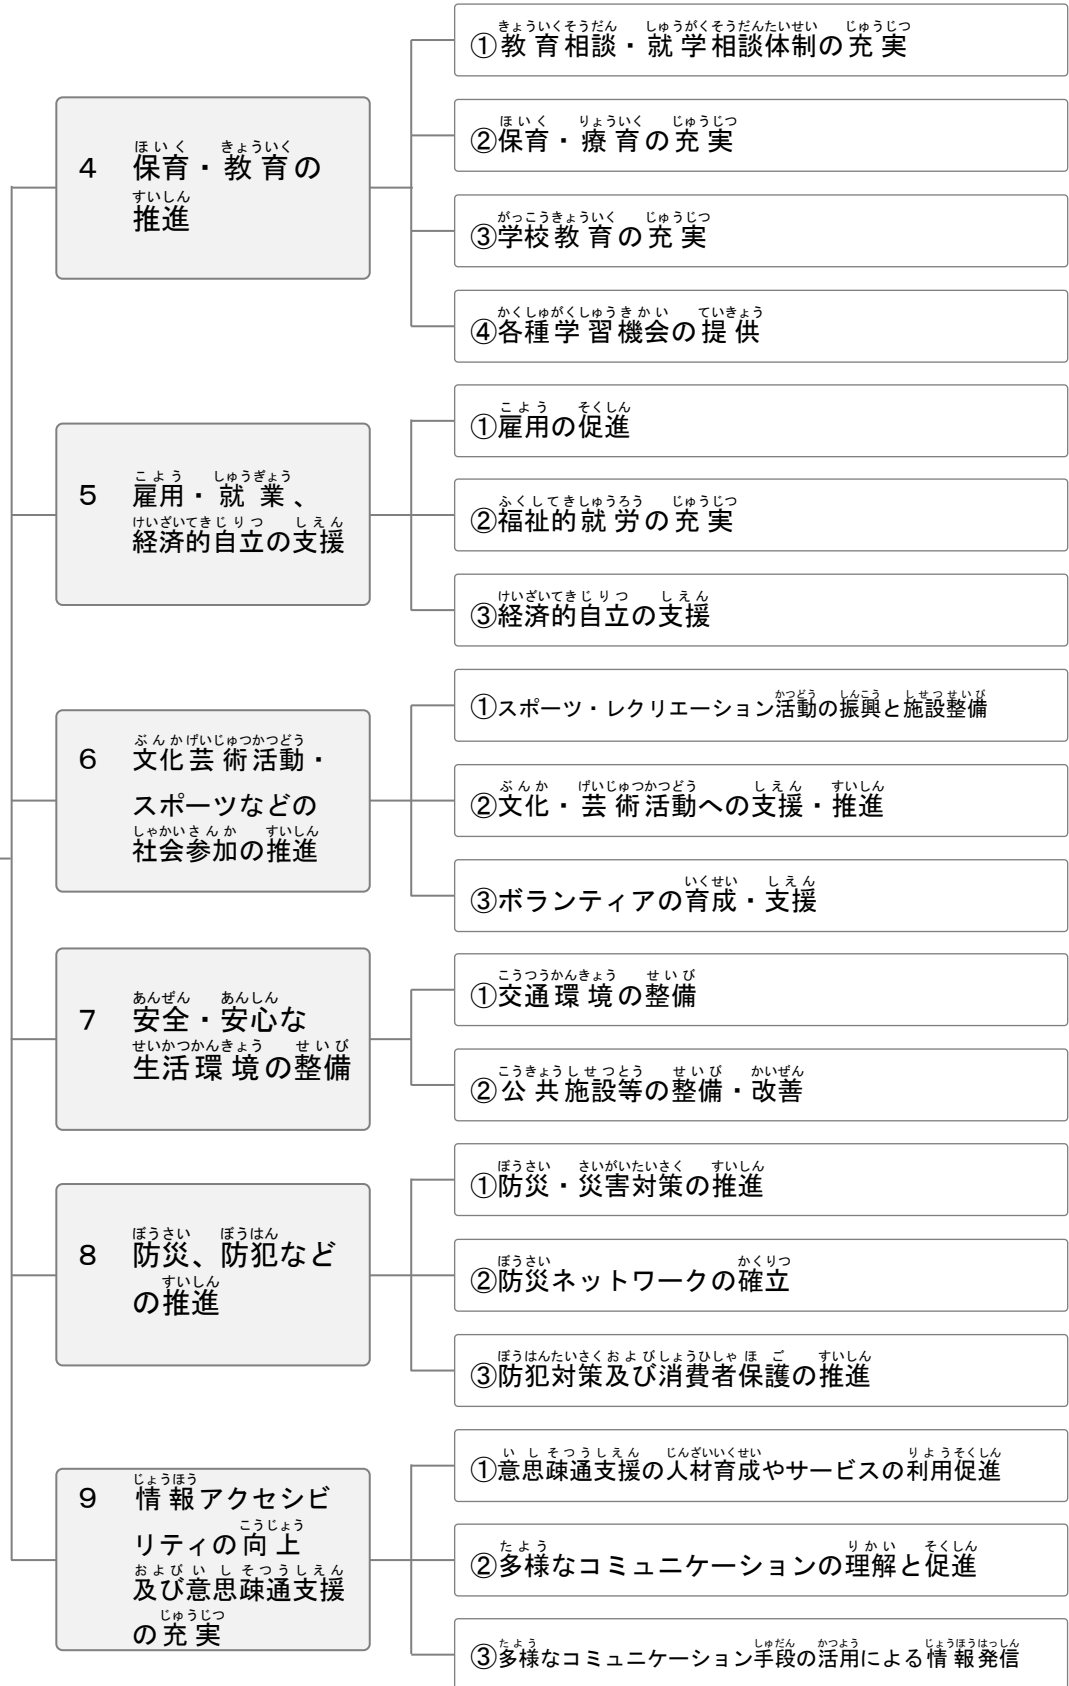 4 保育・教育の
推進
①教育相談・就学相談体制の充実
②保育・療育の充実
③学校教育の充実
④各種学習機会の提供
5 雇用・就業、
経済的自立の支援
①雇用の促進
②福祉的就労の充実
③経済的自立の支援
6 文化芸術活動・
スポーツなどの
社会参加の推進
①スポーツ・レクリエーション活動の振興と施設整備
②文化・芸術活動への支援・推進
③ボランティアの育成・支援
7 安全・安心な
生活環境の整備
①交通環境の整備
②公共施設等の整備・改善
8 防災、防犯など
の推進
①防災・災害対策の推進
②防災ネットワークの確立
③防犯対策及び消費者保護の推進
9 情報アクセシビ
リティの向上
及び意思疎通支援
の充実
①意思疎通支援の人材育成やサービスの利用促進
②多様なコミュニケーションの理解と促進
③多様なコミュニケーション手段の活用による情報発信